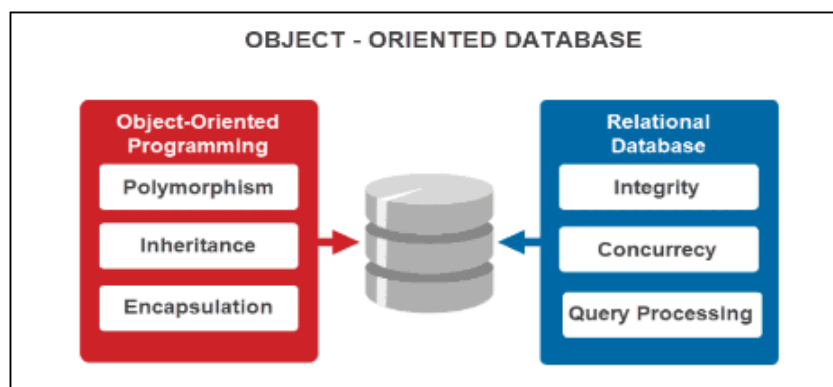 OBJECT - ORIENTED DATABASE
Object-Oriented
Programming
Polymorphism
Inheritance
Encapsulation
Relational
Database
Integrity
Concurrecy
Query Processing